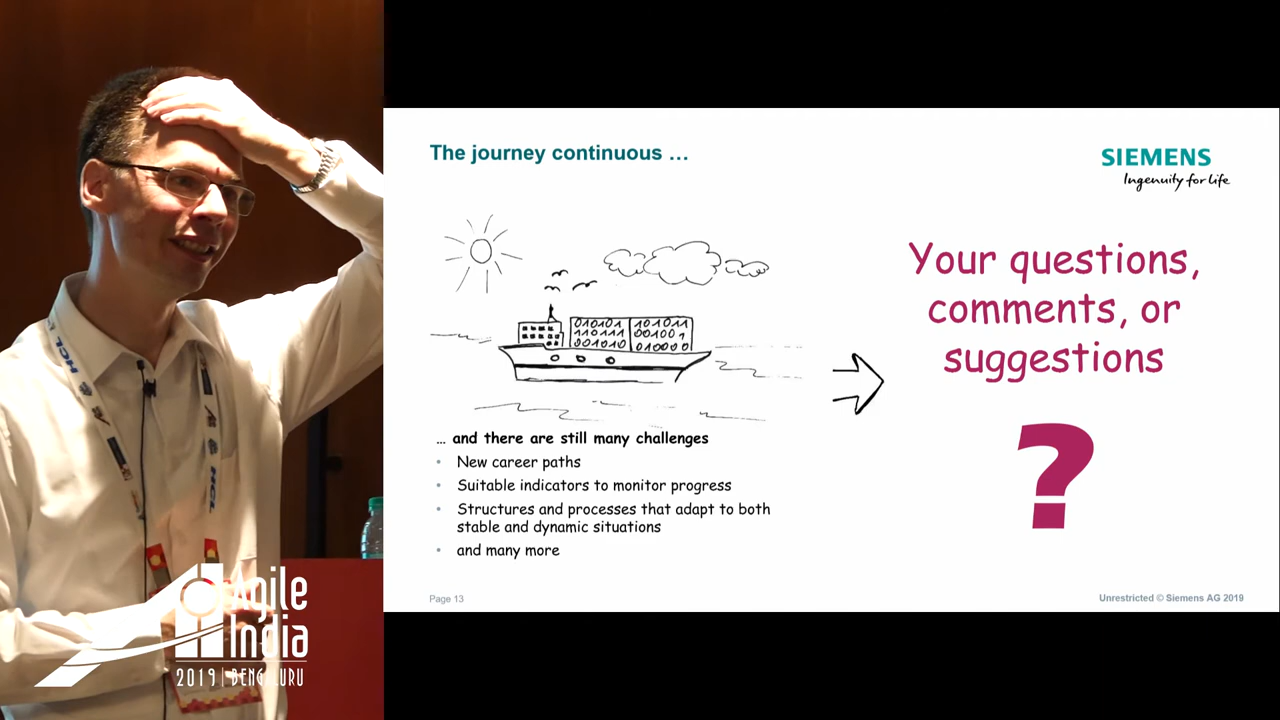 The journey continuous …
SIEMENS
Ingenuity for life
010101 101011
110111 001001
001010 010000
Your questions,
comments, or
suggestions
?
… and there are still many challenges
• New career paths
• Suitable indicators to monitor progress
• Structures and processes that adapt to both
stable and dynamic situations
• and many more
Page 13
Unrestricted © Siemens AG 2019
HCL
HCL
Agile
India
2019 | BENGALURU